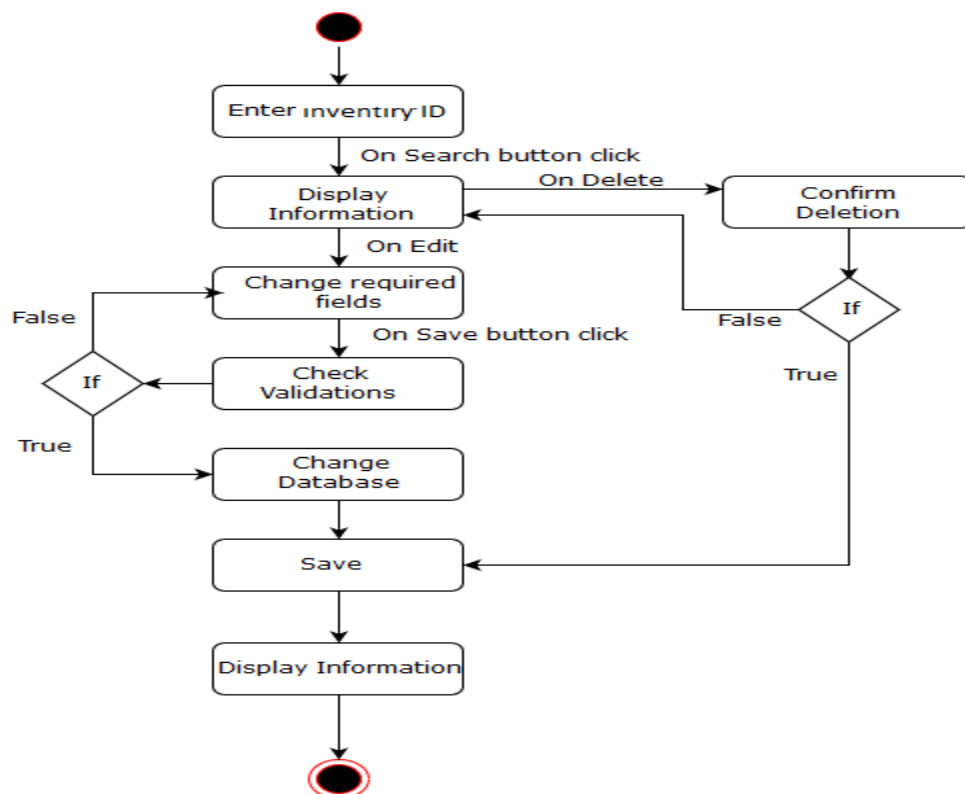 Enter Inventiry ID
On Search button click
On Delete
Display
Information
Confirm
Deletion
On Edit
Change required
fields
False
If
False
If
On Save button click
True
Check
Validations
True
Change
Database
Save
Display Information